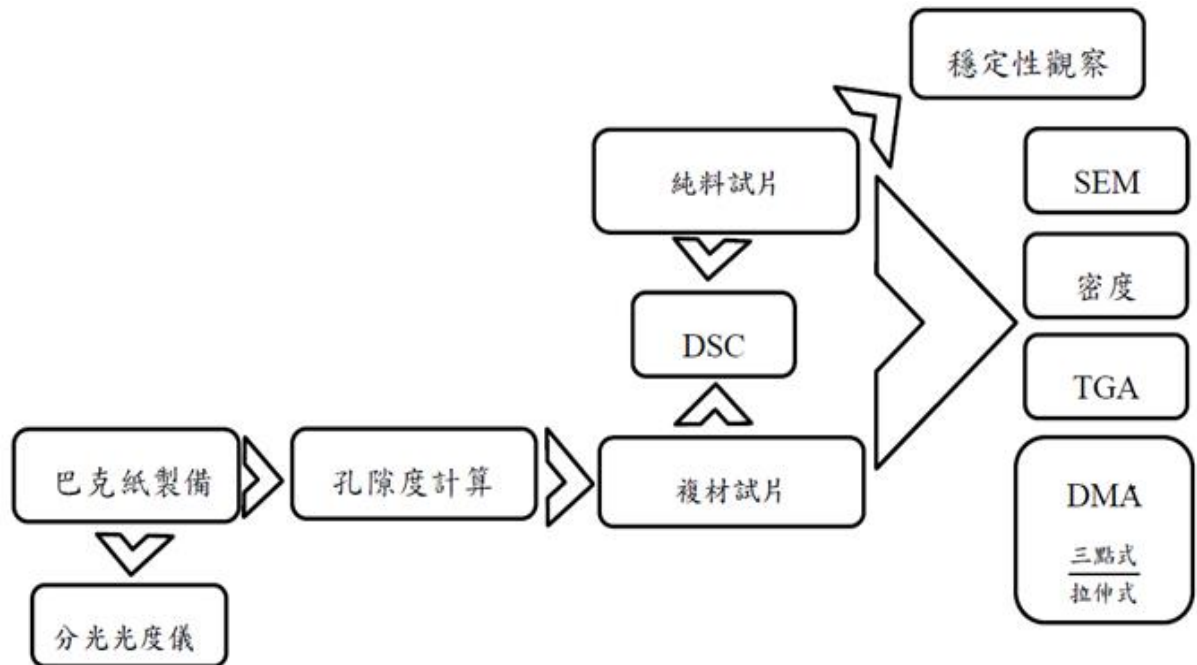 穩定性觀察
純料試片
SEM
密度
DSC
TGA
巴克紙製備
孔隙度計算
複材試片
DMA
三點式
拉伸式
分光光度儀